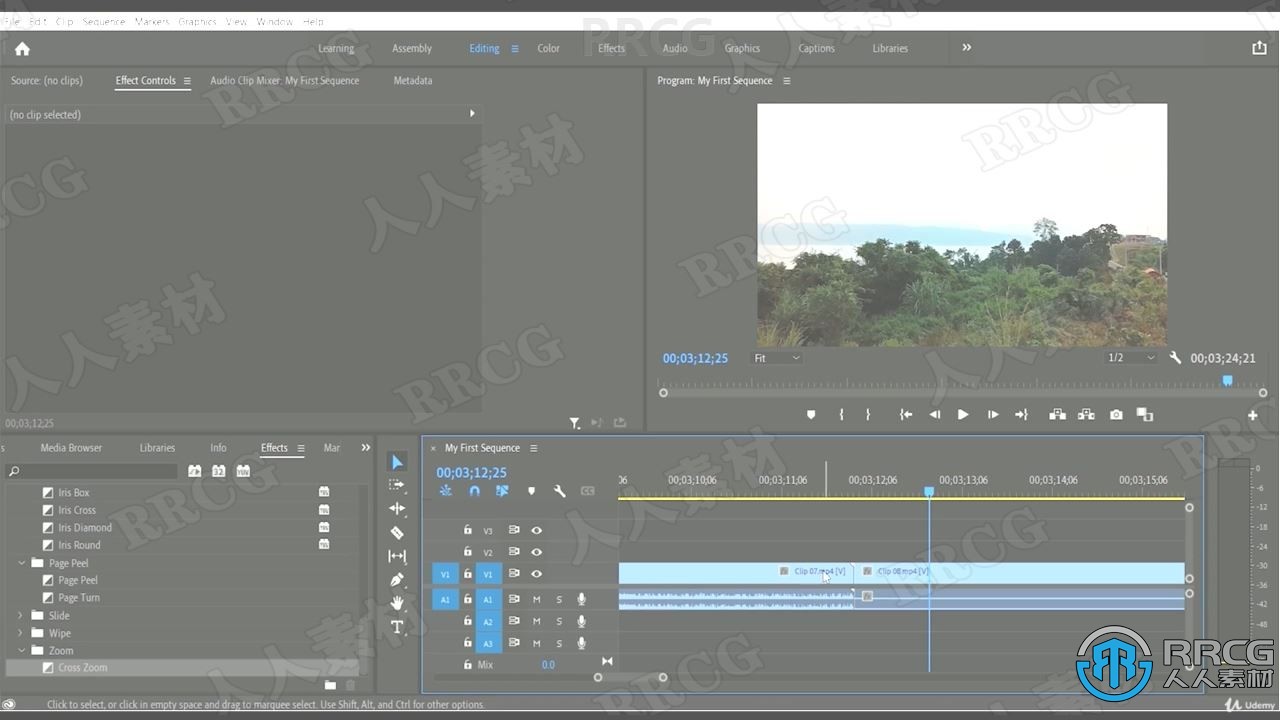 File Edit Clip Sequence Markers Graphics View Window Help
RRCG
Learning Assembly Editing Color Effects Audio Graphics Captions Libraries
Source: (no clips) Effect Controls Audio Clip Mixer: My First Sequence Metadata
Program: My First Sequence
(no clip selected)
00;03;12;25 Fit 1/2 00;03;24;21
00;03;12;25
Media Browser Libraries Info Effects Mar
My First Sequence
00;03;12;25
06 00;03;10;06 00;03;11;06 00;03;12;06 00;03;13;06 00;03;14;06 00;03;15;06
Iris Box
Iris Cross
Iris Diamond
Iris Round
Page Peel
Page Peel
Page Turn
Slide
Wipe
Zoom
Cross Zoom
V3
V2
V1 V1 Clip 07.mp4 [V] Clip 08.mp4 [V]
A1 A1 M S
A2 M S
A3 M S
Mix 0.0
0
-6
-12
-18
-24
-30
-36
-42
-48
RRCG
人人素材
Click to select, or click in empty space and drag to marquee select. Use Shift, Alt, and Ctrl for other options.
Udemy